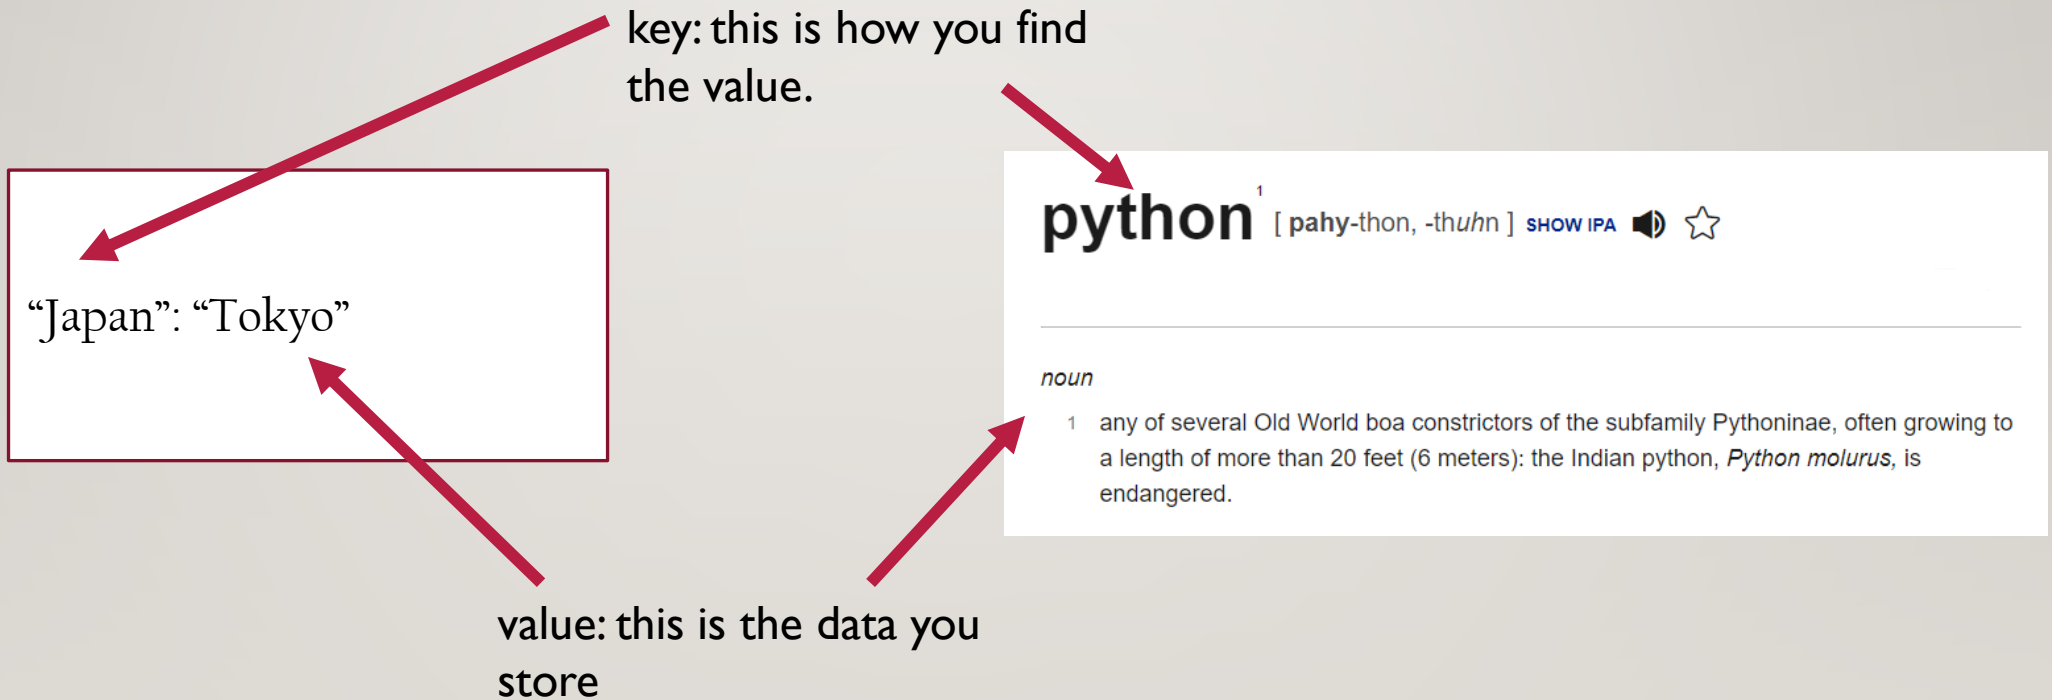 key: this is how you find
the value.
“Japan”: “Tokyo”
python1 [ pahy-thon, -thuhn ] SHOW IPA
noun
1 any of several Old World boa constrictors of the subfamily Pythoninae, often growing to
a length of more than 20 feet (6 meters): the Indian python, Python molurus, is
endangered.
value: this is the data you
store